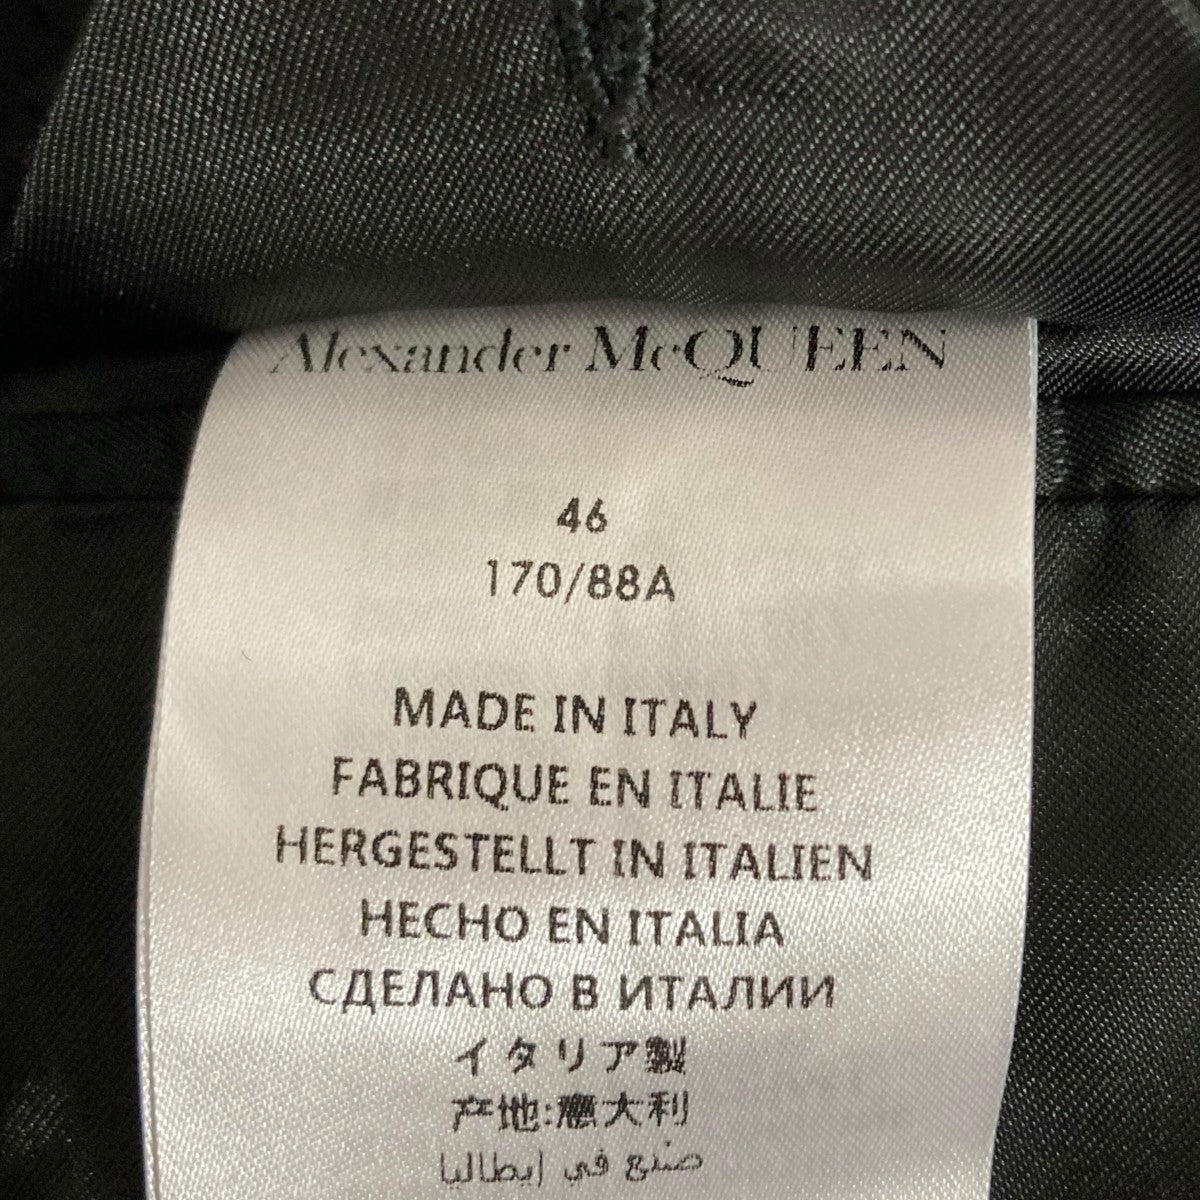 Alexander McQUEEN
46
170/88A
MADE IN ITALY
FABRIQUE EN ITALIE
HERGESTELLT IN ITALIEN
HECHO EN ITALIA
СДЕЛАНО В ИТАЛИИ
イタリア製
产地:意大利
صنع في إيطاليا